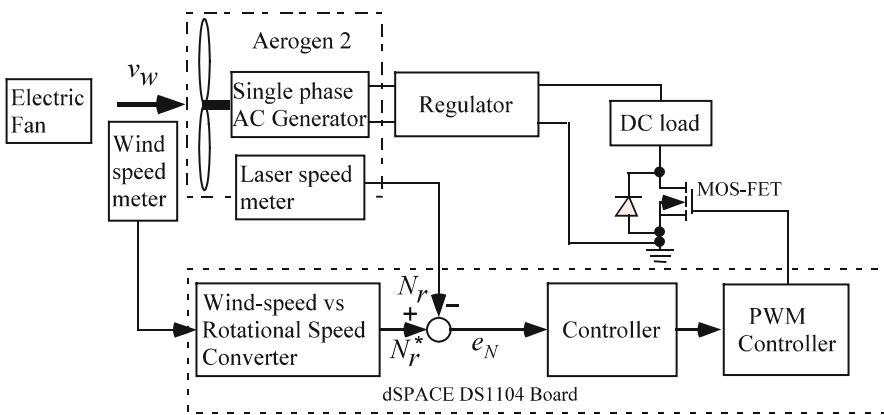 Aerogen 2
Electric
Fan
v_w
Single phase
AC Generator
Regulator
DC load
Wind
speed
meter
Laser speed
meter
MOS-FET
N_r
−
+
N_r^*
e_N
Wind-speed vs
Rotational Speed
Converter
Controller
PWM
Controller
dSPACE DS1104 Board